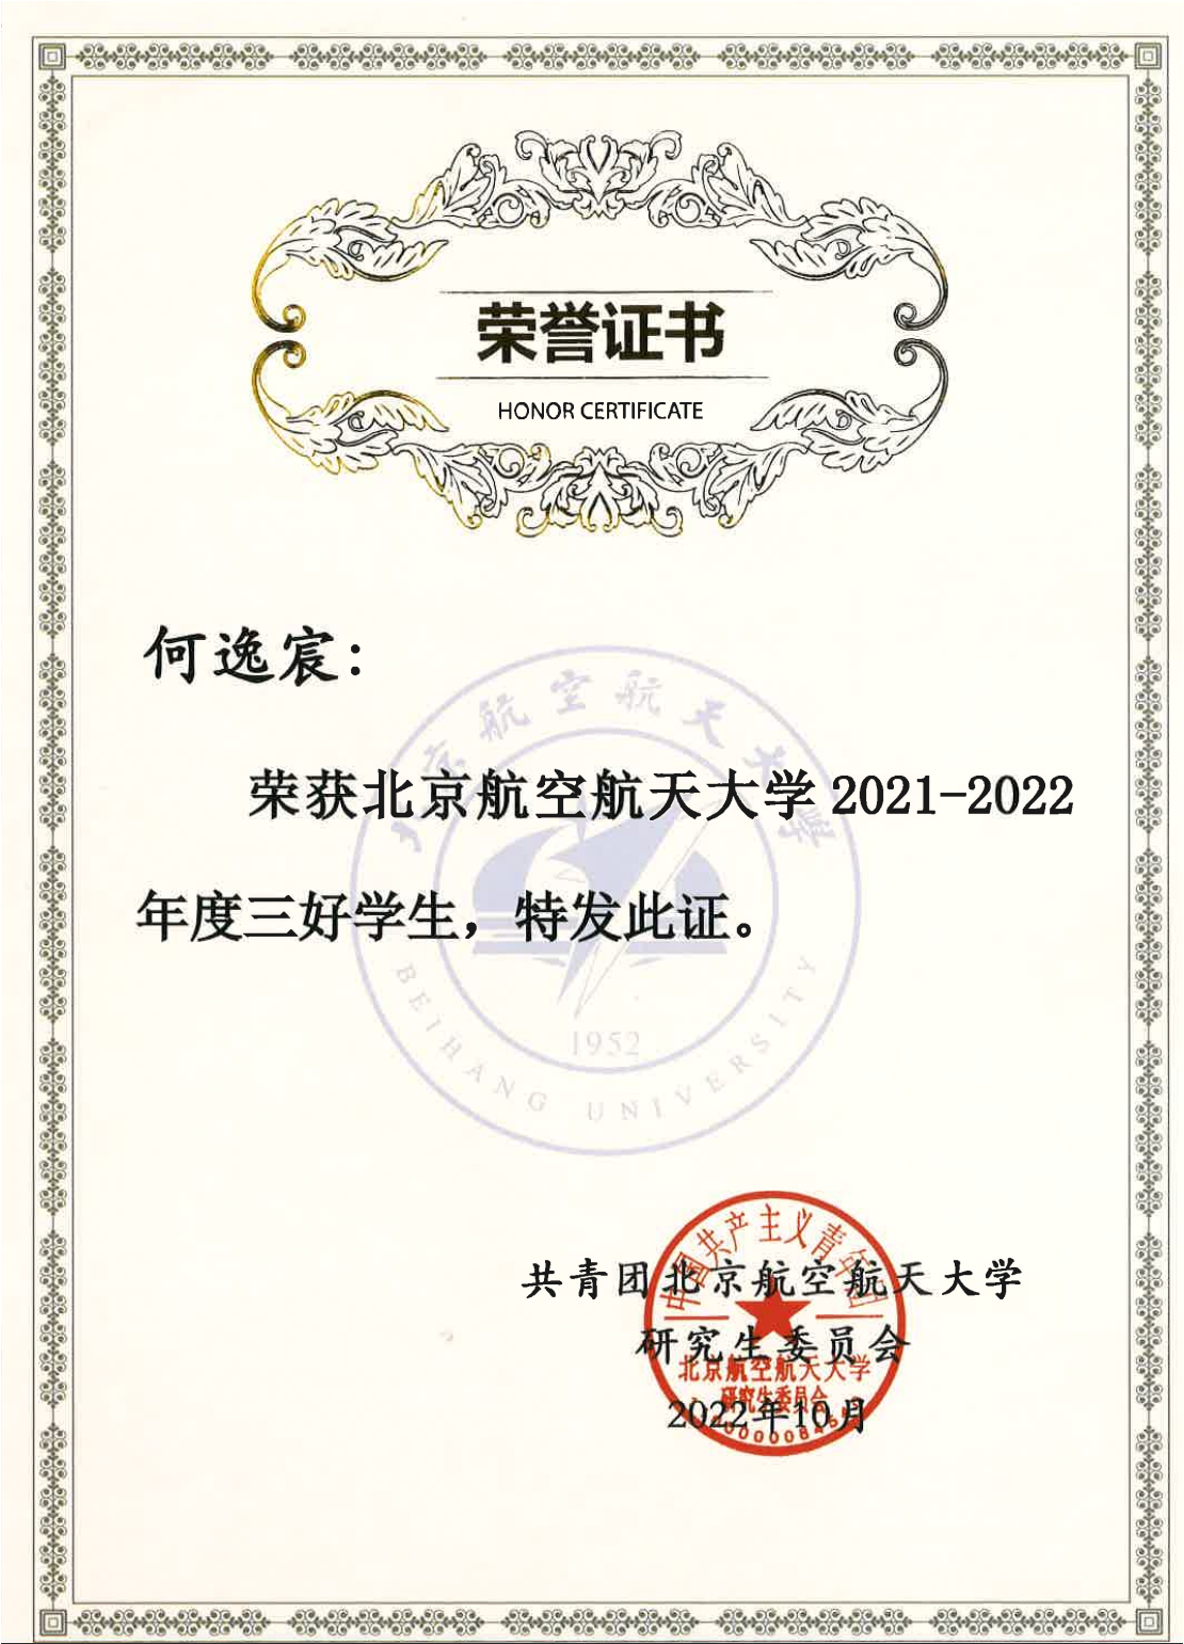 荣誉证书
HONOR CERTIFICATE
何逸宸:
荣获北京航空航天大学2021-2022
年度三好学生，特发此证。
北京航空航天大学
1952
BEIHANG UNIVERSITY
共青团北京航空航天大学
研究生委员会
2022年10月
中国共产主义青年团
北京航空航天大学
研究生委员会